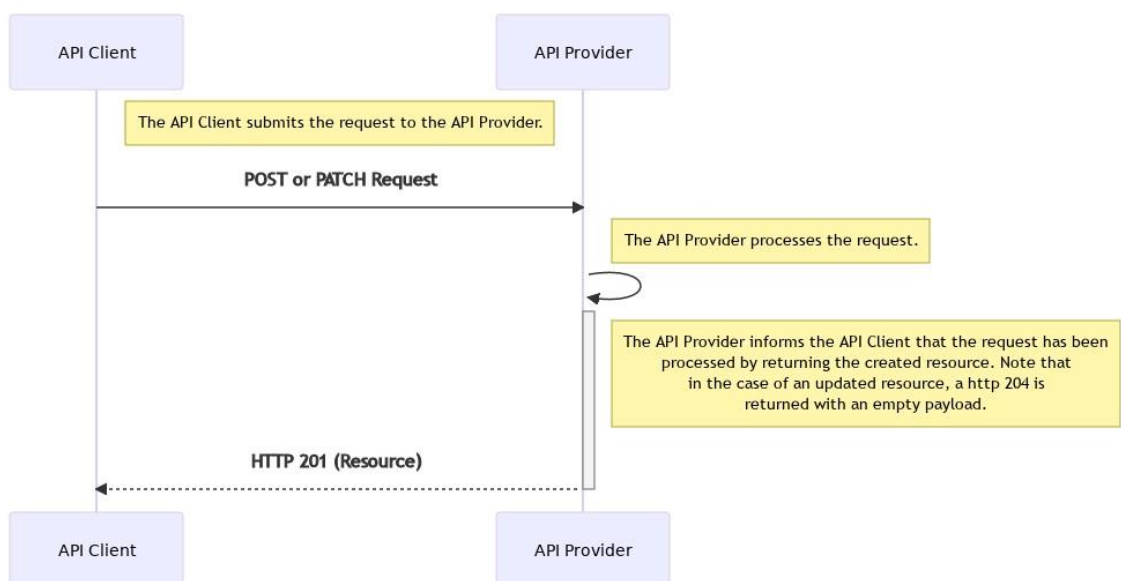 API Client
API Provider
The API Client submits the request to the API Provider.
POST or PATCH Request
The API Provider processes the request.
The API Provider informs the API Client that the request has been
processed by returning the created resource. Note that
in the case of an updated resource, a http 204 is
returned with an empty payload.
HTTP 201 (Resource)
API Client
API Provider